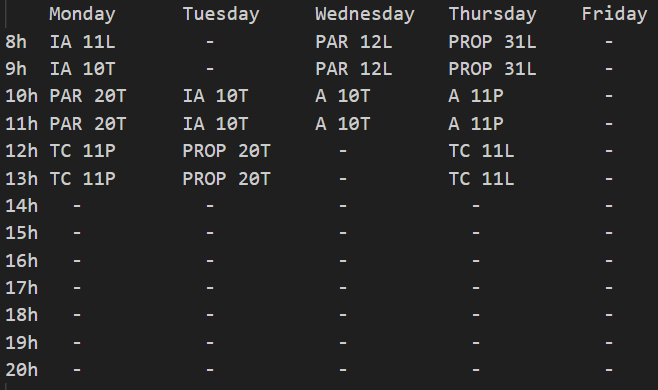 Monday      Tuesday     Wednesday   Thursday    Friday
8h  IA 11L        -         PAR 12L     PROP 31L      -
9h  IA 10T        -         PAR 12L     PROP 31L      -
10h PAR 20T     IA 10T      A 10T       A 11P         -
11h PAR 20T     IA 10T      A 10T       A 11P         -
12h TC 11P      PROP 20T      -         TC 11L        -
13h TC 11P      PROP 20T      -         TC 11L        -
14h   -           -           -           -           -
15h   -           -           -           -           -
16h   -           -           -           -           -
17h   -           -           -           -           -
18h   -           -           -           -           -
19h   -           -           -           -           -
20h   -           -           -           -           -